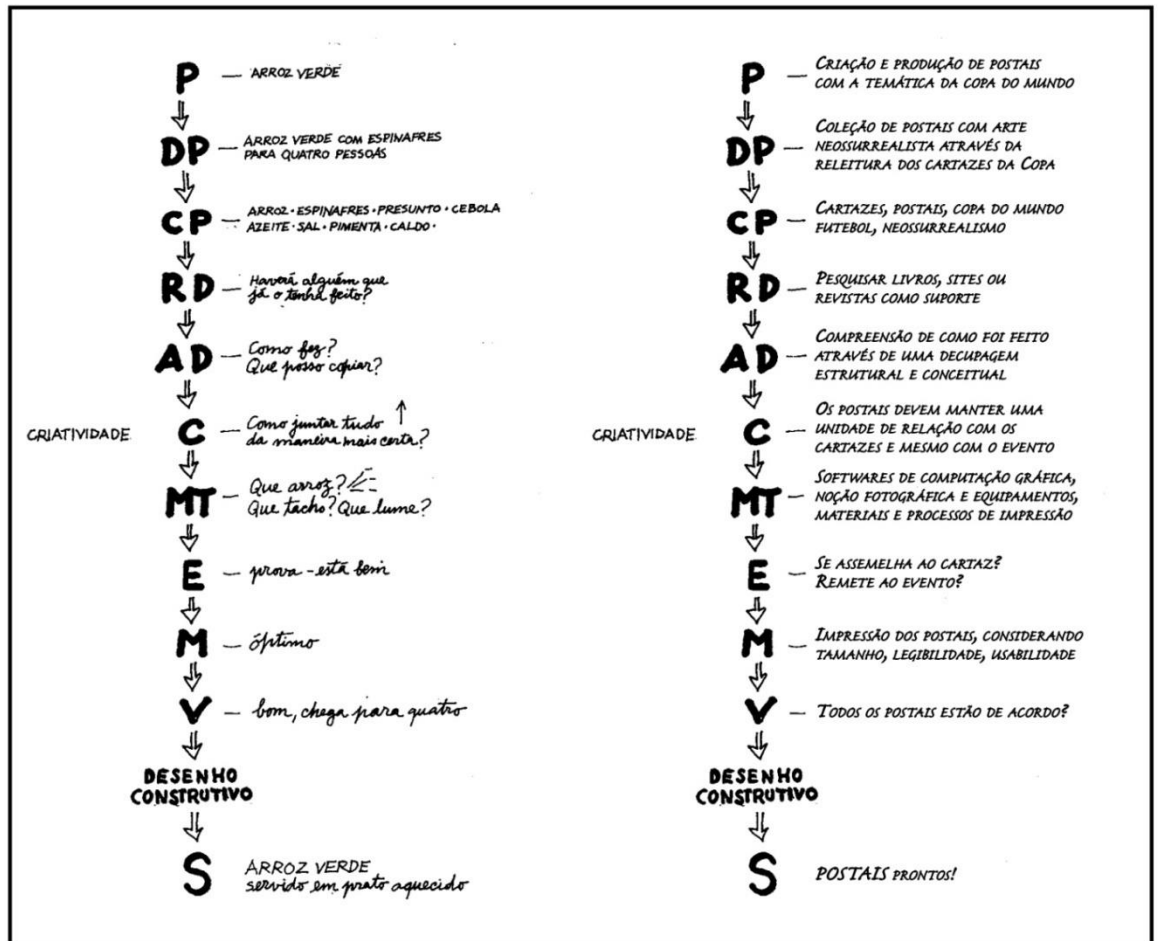 P — ARROZ VERDE
DP — ARROZ VERDE COM ESPINAFRES
PARA QUATRO PESSOAS
CP — ARROZ · ESPINAFRES · PRESUNTO · CEBOLA
AZEITE · SAL · PIMENTA · CALDO ·
RD — Haverá alguém que
já o tenha feito?
AD — Como fez?
Que posso copiar?
CRIATIVIDADE C — Como juntar tudo
da maneira mais certa?
MT — Que arroz?
Que tacho? Que lume?
E — prova – está bem
M — óptimo
V — bom, chega para quatro
DESENHO
CONSTRUTIVO
S ARROZ VERDE
servido em prato aquecido
P — CRIAÇÃO E PRODUÇÃO DE POSTAIS
COM A TEMÁTICA DA COPA DO MUNDO
DP — COLEÇÃO DE POSTAIS COM ARTE
NEOSSURREALISTA ATRAVÉS DA
RELEITURA DOS CARTAZES DA COPA
CP — CARTAZES, POSTAIS, COPA DO MUNDO
FUTEBOL, NEOSSURREALISMO
RD — PESQUISAR LIVROS, SITES OU
REVISTAS COMO SUPORTE
AD — COMPREENSÃO DE COMO FOI FEITO
ATRAVÉS DE UMA DECUPAGEM
ESTRUTURAL E CONCEITUAL
CRIATIVIDADE C — OS POSTAIS DEVEM MANTER UMA
UNIDADE DE RELAÇÃO COM OS
CARTAZES E MESMO COM O EVENTO
MT — SOFTWARES DE COMPUTAÇÃO GRÁFICA,
NOÇÃO FOTOGRÁFICA E EQUIPAMENTOS,
MATERIAIS E PROCESSOS DE IMPRESSÃO
E — SE ASSEMELHA AO CARTAZ?
REMETE AO EVENTO?
M — IMPRESSÃO DOS POSTAIS, CONSIDERANDO
TAMANHO, LEGIBILIDADE, USABILIDADE
V — TODOS OS POSTAIS ESTÃO DE ACORDO?
DESENHO
CONSTRUTIVO
S POSTAIS PRONTOS!